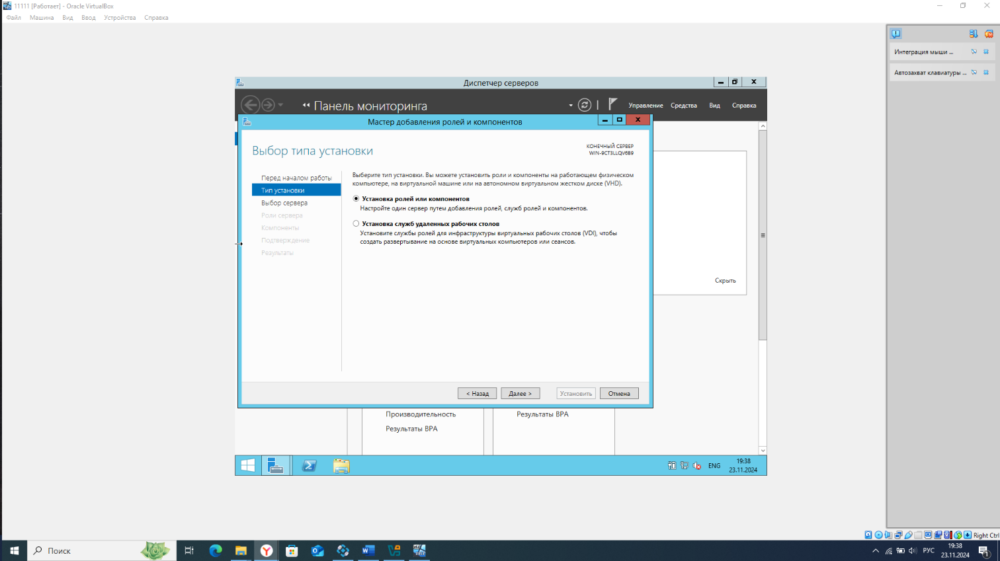 11111 [Работает] - Oracle VirtualBox
Файл Машина Вид Ввод Устройства Справка
Интеграция мыши ...
Автозахват клавиатуры ...
Диспетчер серверов
Панель мониторинга
Управление Средства Вид Справка
Мастер добавления ролей и компонентов
Выбор типа установки
КОНЕЧНЫЙ СЕРВЕР
WIN-9CT3LLQV6B9
Перед началом работы
Тип установки
Выбор сервера
Роли сервера
Компоненты
Подтверждение
Результаты
Выберите тип установки. Вы можете установить роли и компоненты на работающем физическом
компьютере, на виртуальной машине или на автономном виртуальном жестком диске (VHD).
Установка ролей или компонентов
Настройте один сервер путем добавления ролей, служб ролей и компонентов.
Установка служб удаленных рабочих столов
Установите службы ролей для инфраструктуры виртуальных рабочих столов (VDI), чтобы
создать развертывание на основе виртуальных компьютеров или сеансов.
Скрыть
< Назад Далее > Установить Отмена
Производительность
Результаты BPA
Результаты BPA
ENG
19:38
23.11.2024
Right Ctrl
Поиск
РУС
19:38
23.11.2024
1